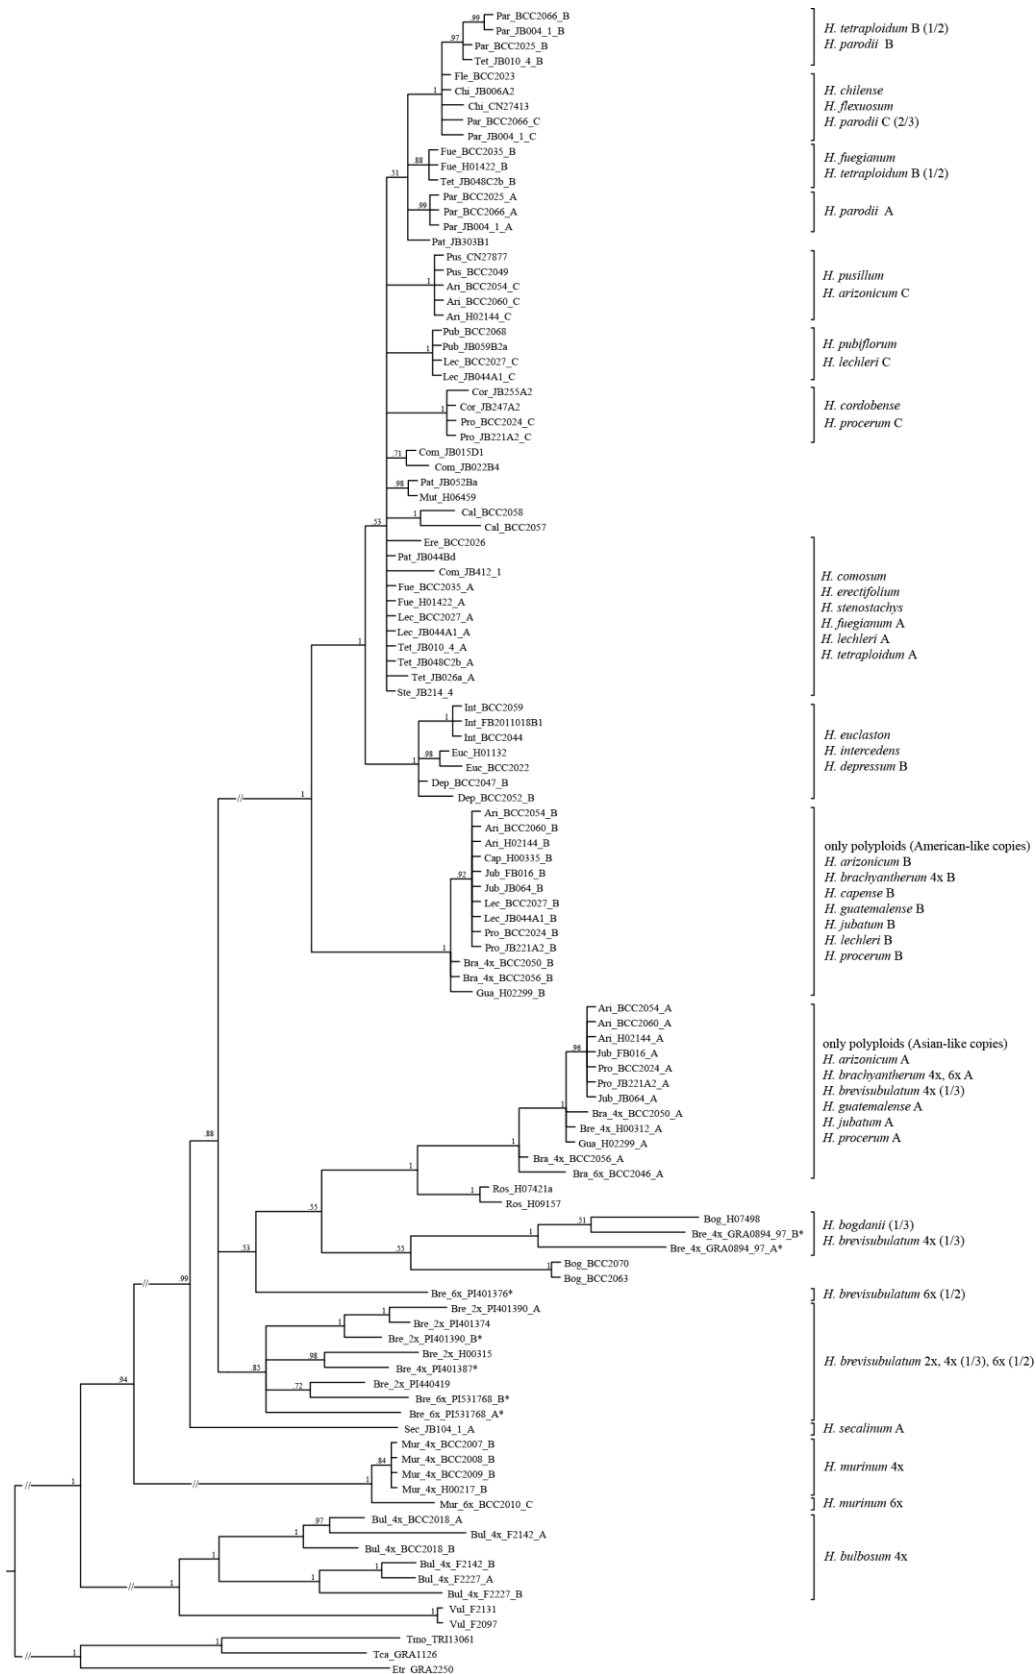 Par_BCC2066_B
.99
Par_JB004_1_B
.97
Par_BCC2025_B
Tet_JB010_4_B
H. tetraploidum B (1/2)
H. parodii B
Fle_BCC2023
1
Chi_JB006A2
Chi_CN27413
Par_BCC2066_C
Par_JB004_1_C
H. chilense
H. flexuosum
H. parodii C (2/3)
Fue_BCC2035_B
.88
Fue_H01422_B
Tet_JB048C2b_B
H. fuegianum
H. tetraploidum B (1/2)
.51
Par_BCC2025_A
.99
Par_BCC2066_A
Par_JB004_1_A
H. parodii A
Pat_JB303B1
Pus_CN27877
Pus_BCC2049
1
Ari_BCC2054_C
Ari_BCC2060_C
Ari_H02144_C
H. pusillum
H. arizonicum C
Pub_BCC2068
1
Pub_JB059B2a
Lec_BCC2027_C
Lec_JB044A1_C
H. pubiflorum
H. lechleri C
Cor_JB255A2
1
Cor_JB247A2
Pro_BCC2024_C
Pro_JB221A2_C
H. cordobense
H. procerum C
.71
Com_JB015D1
Com_JB022B4
.98
Pat_JB052Ba
Mut_H06459
1
Cal_BCC2058
Cal_BCC2057
.53
Ere_BCC2026
Pat_JB044Bd
Com_JB412_1
Fue_BCC2035_A
Fue_H01422_A
Lec_BCC2027_A
Lec_JB044A1_A
Tet_JB010_4_A
Tet_JB048C2b_A
Tet_JB026a_A
Ste_JB214_4
H. comosum
H. erectifolium
H. stenostachys
H. fuegianum A
H. lechleri A
H. tetraploidum A
1
Int_BCC2059
1
Int_FB2011018B1
Int_BCC2044
.98
Euc_H01132
Euc_BCC2022
1
Dep_BCC2047_B
Dep_BCC2052_B
H. euclaston
H. intercedens
H. depressum B
//
1
Ari_BCC2054_B
Ari_BCC2060_B
Ari_H02144_B
Cap_H00335_B
.92
Jub_FB016_B
Jub_JB064_B
Lec_BCC2027_B
Lec_JB044A1_B
Pro_BCC2024_B
Pro_JB221A2_B
1
Bra_4x_BCC2050_B
Bra_4x_BCC2056_B
Gua_H02299_B
only polyploids (American-like copies)
H. arizonicum B
H. brachyantherum 4x B
H. capense B
H. guatemalense B
H. jubatum B
H. lechleri B
H. procerum B
Ari_BCC2054_A
Ari_BCC2060_A
Ari_H02144_A
.96
Jub_FB016_A
Pro_BCC2024_A
Pro_JB221A2_A
Jub_JB064_A
1
Bra_4x_BCC2050_A
Bre_4x_H00312_A
Gua_H02299_A
1
Bra_4x_BCC2056_A
Bra_6x_BCC2046_A
only polyploids (Asian-like copies)
H. arizonicum A
H. brachyantherum 4x, 6x A
H. brevisubulatum 4x (1/3)
H. guatemalense A
H. jubatum A
H. procerum A
.88
1
1
Ros_H07421a
Ros_H09157
.55
.51
Bog_H07498
1
Bre_4x_GRA0894_97_B*
Bre_4x_GRA0894_97_A*
H. bogdanii (1/3)
H. brevisubulatum 4x (1/3)
.53
.55
1
Bog_BCC2070
Bog_BCC2063
Bre_6x_PI401376*
H. brevisubulatum 6x (1/2)
.99
//
1
Bre_2x_PI401390_A
1
Bre_2x_PI401374
Bre_2x_PI401390_B*
.98
Bre_2x_H00315
Bre_4x_PI401387*
.85
.72
Bre_2x_PI440419
Bre_6x_PI531768_B*
Bre_6x_PI531768_A*
H. brevisubulatum 2x, 4x (1/3), 6x (1/2)
Sec_JB104_1_A
H. secalinum A
.94
Mur_4x_BCC2007_B
.84
Mur_4x_BCC2008_B
Mur_4x_BCC2009_B
Mur_4x_H00217_B
H. murinum 4x
//
1
Mur_6x_BCC2010_C
H. murinum 6x
//
1
.97
Bul_4x_BCC2018_A
1
Bul_4x_F2142_A
Bul_4x_BCC2018_B
1
1
Bul_4x_F2142_B
1
Bul_4x_F2227_A
Bul_4x_F2227_B
H. bulbosum 4x
//
1
1
Vul_F2131
Vul_F2097
1
Tmo_TRI13061
Tca_GRA1126
//
1
Etr_GRA2250